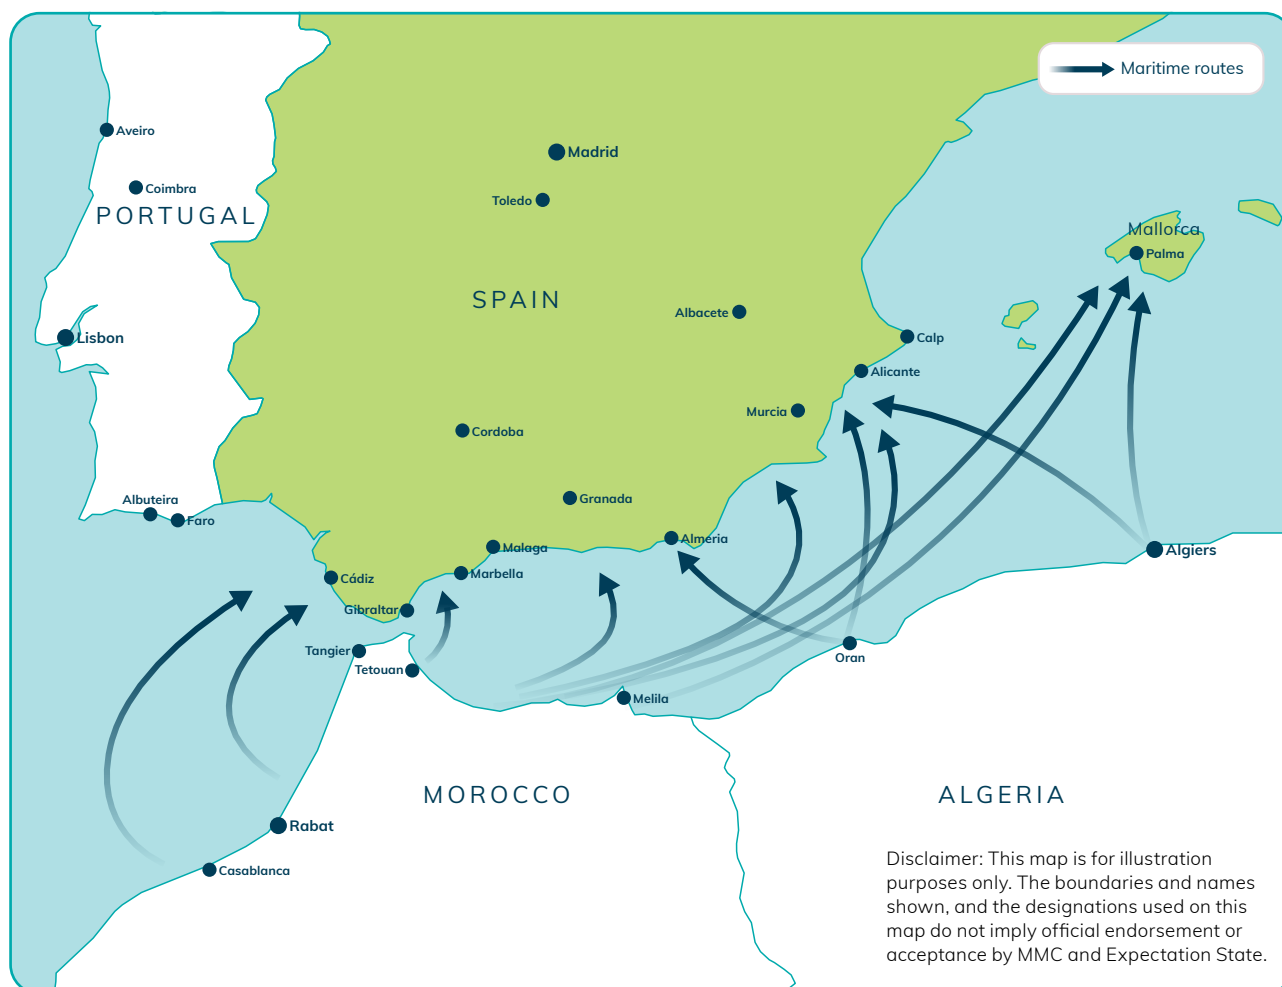 Maritime routes
Aveiro
Madrid
Coimbra
Toledo
PORTUGAL
Mallorca
Palma
SPAIN
Albacete
Lisbon
Calp
Alicante
Murcia
Cordoba
Albuteira
Granada
Faro
Almeria
Malaga
Algiers
Marbella
Cádiz
Gibraltar
Tangier
Oran
Tetouan
Melila
MOROCCO
ALGERIA
Rabat
Casablanca
Disclaimer: This map is for illustration
purposes only. The boundaries and names
shown, and the designations used on this
map do not imply official endorsement or
acceptance by MMC and Expectation State.